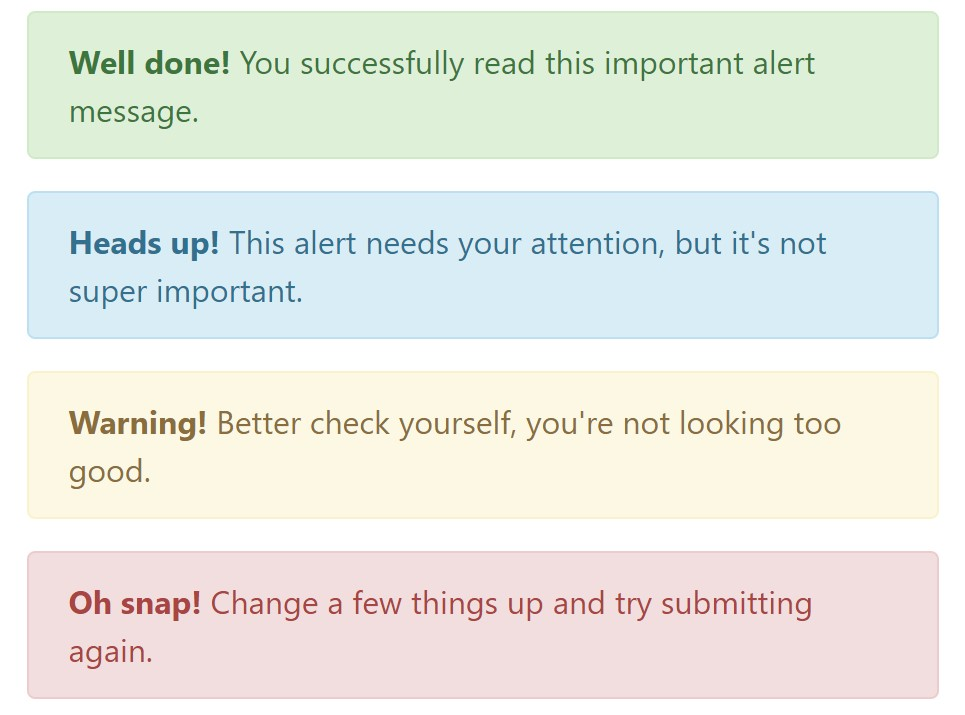 Well done! You successfully read this important alert
message.
Heads up! This alert needs your attention, but it's not
super important.
Warning! Better check yourself, you're not looking too
good.
Oh snap! Change a few things up and try submitting
again.